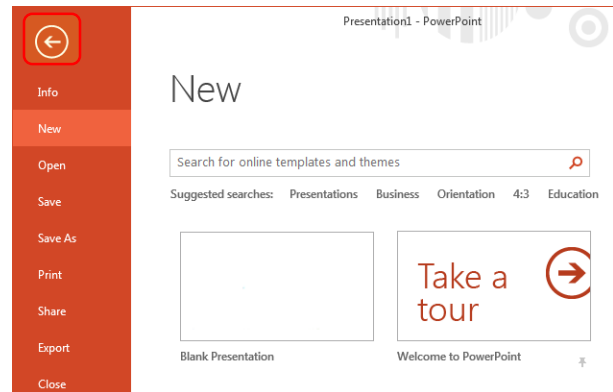 Presentation1 - PowerPoint
Info
New
Open
Save
Save As
Print
Share
Export
Close
New
Search for online templates and themes
Suggested searches: Presentations Business Orientation 4:3 Education
Take a
tour
Blank Presentation
Welcome to PowerPoint